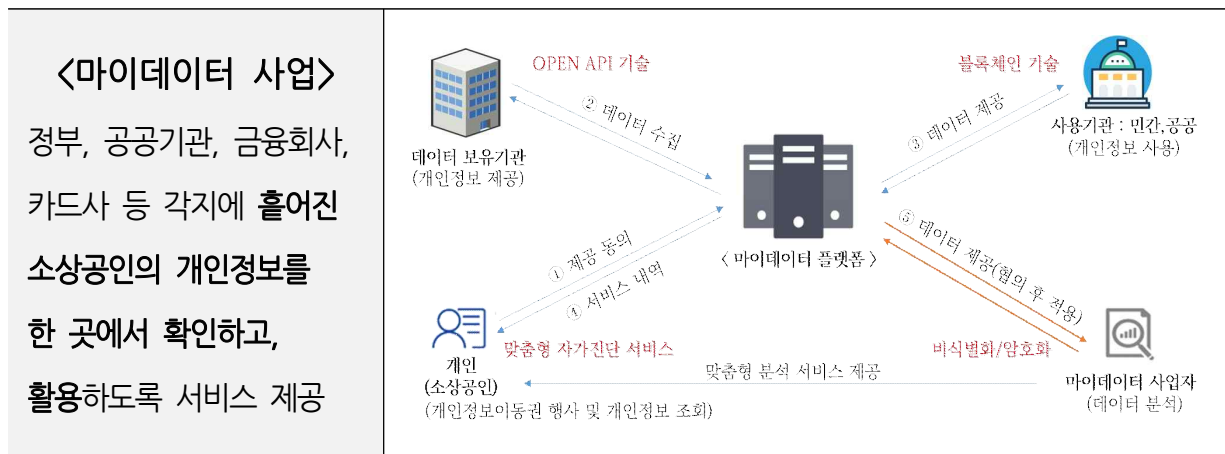 <마이데이터 사업>
정부, 공공기관, 금융회사,
카드사 등 각지에 흩어진
소상공인의 개인정보를
한 곳에서 확인하고,
활용하도록 서비스 제공
OPEN API 기술
② 데이터 수집
데이터 보유기관
(개인정보 제공)
블록체인 기술
③ 데이터 제공
사용기관 : 민간,공공
(개인정보 사용)
< 마이데이터 플랫폼 >
① 제공 동의
④ 서비스 내역
⑤ 데이터 제공(협의 후 적용)
개인
(소상공인)
(개인정보이동권 행사 및 개인정보 조회)
맞춤형 자가진단 서비스
비식별화/암호화
맞춤형 분석 서비스 제공
마이데이터 사업자
(데이터 분석)